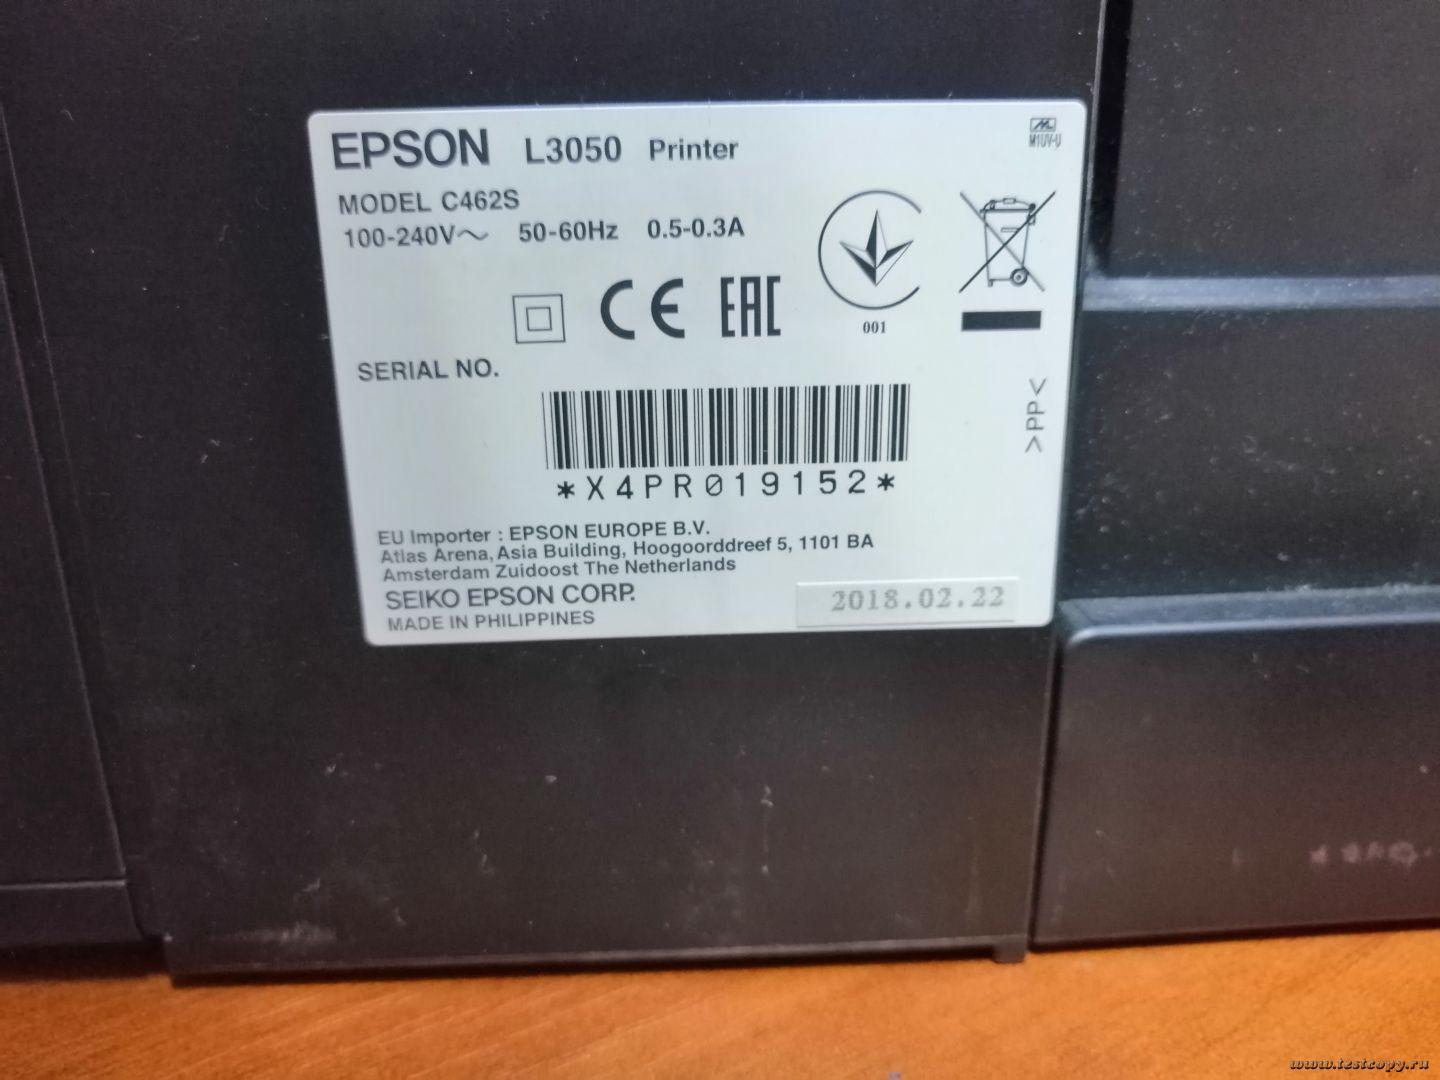 EPSON L3050 Printer
M1UV-U
MODEL C462S
100-240V～ 50-60Hz 0.5-0.3A
CE EAC
001
SERIAL NO.
>PP<
*X4PR019152*
EU Importer : EPSON EUROPE B.V.
Atlas Arena, Asia Building, Hoogoorddreef 5, 1101 BA
Amsterdam Zuidoost The Netherlands
SEIKO EPSON CORP.
MADE IN PHILIPPINES
2018.02.22
www.testcopy.ru